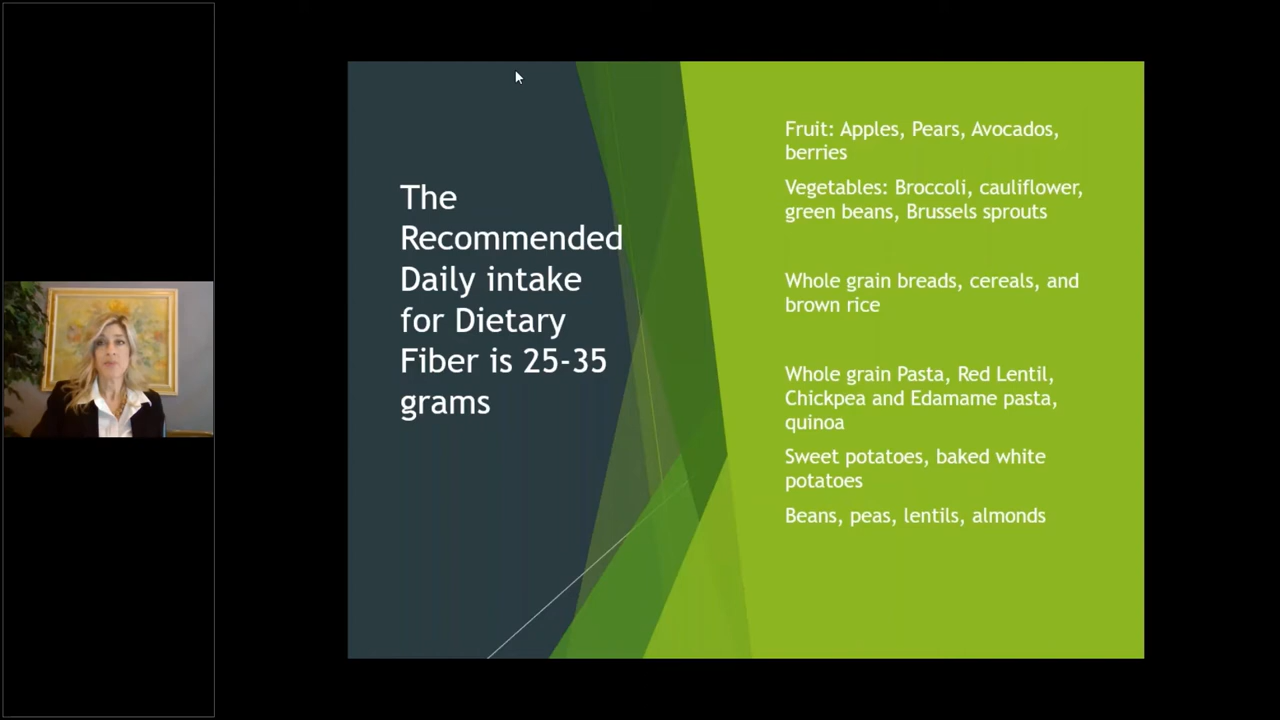 The
Recommended
Daily intake
for Dietary
Fiber is 25-35
grams
Fruit: Apples, Pears, Avocados,
berries
Vegetables: Broccoli, cauliflower,
green beans, Brussels sprouts
Whole grain breads, cereals, and
brown rice
Whole grain Pasta, Red Lentil,
Chickpea and Edamame pasta,
quinoa
Sweet potatoes, baked white
potatoes
Beans, peas, lentils, almonds